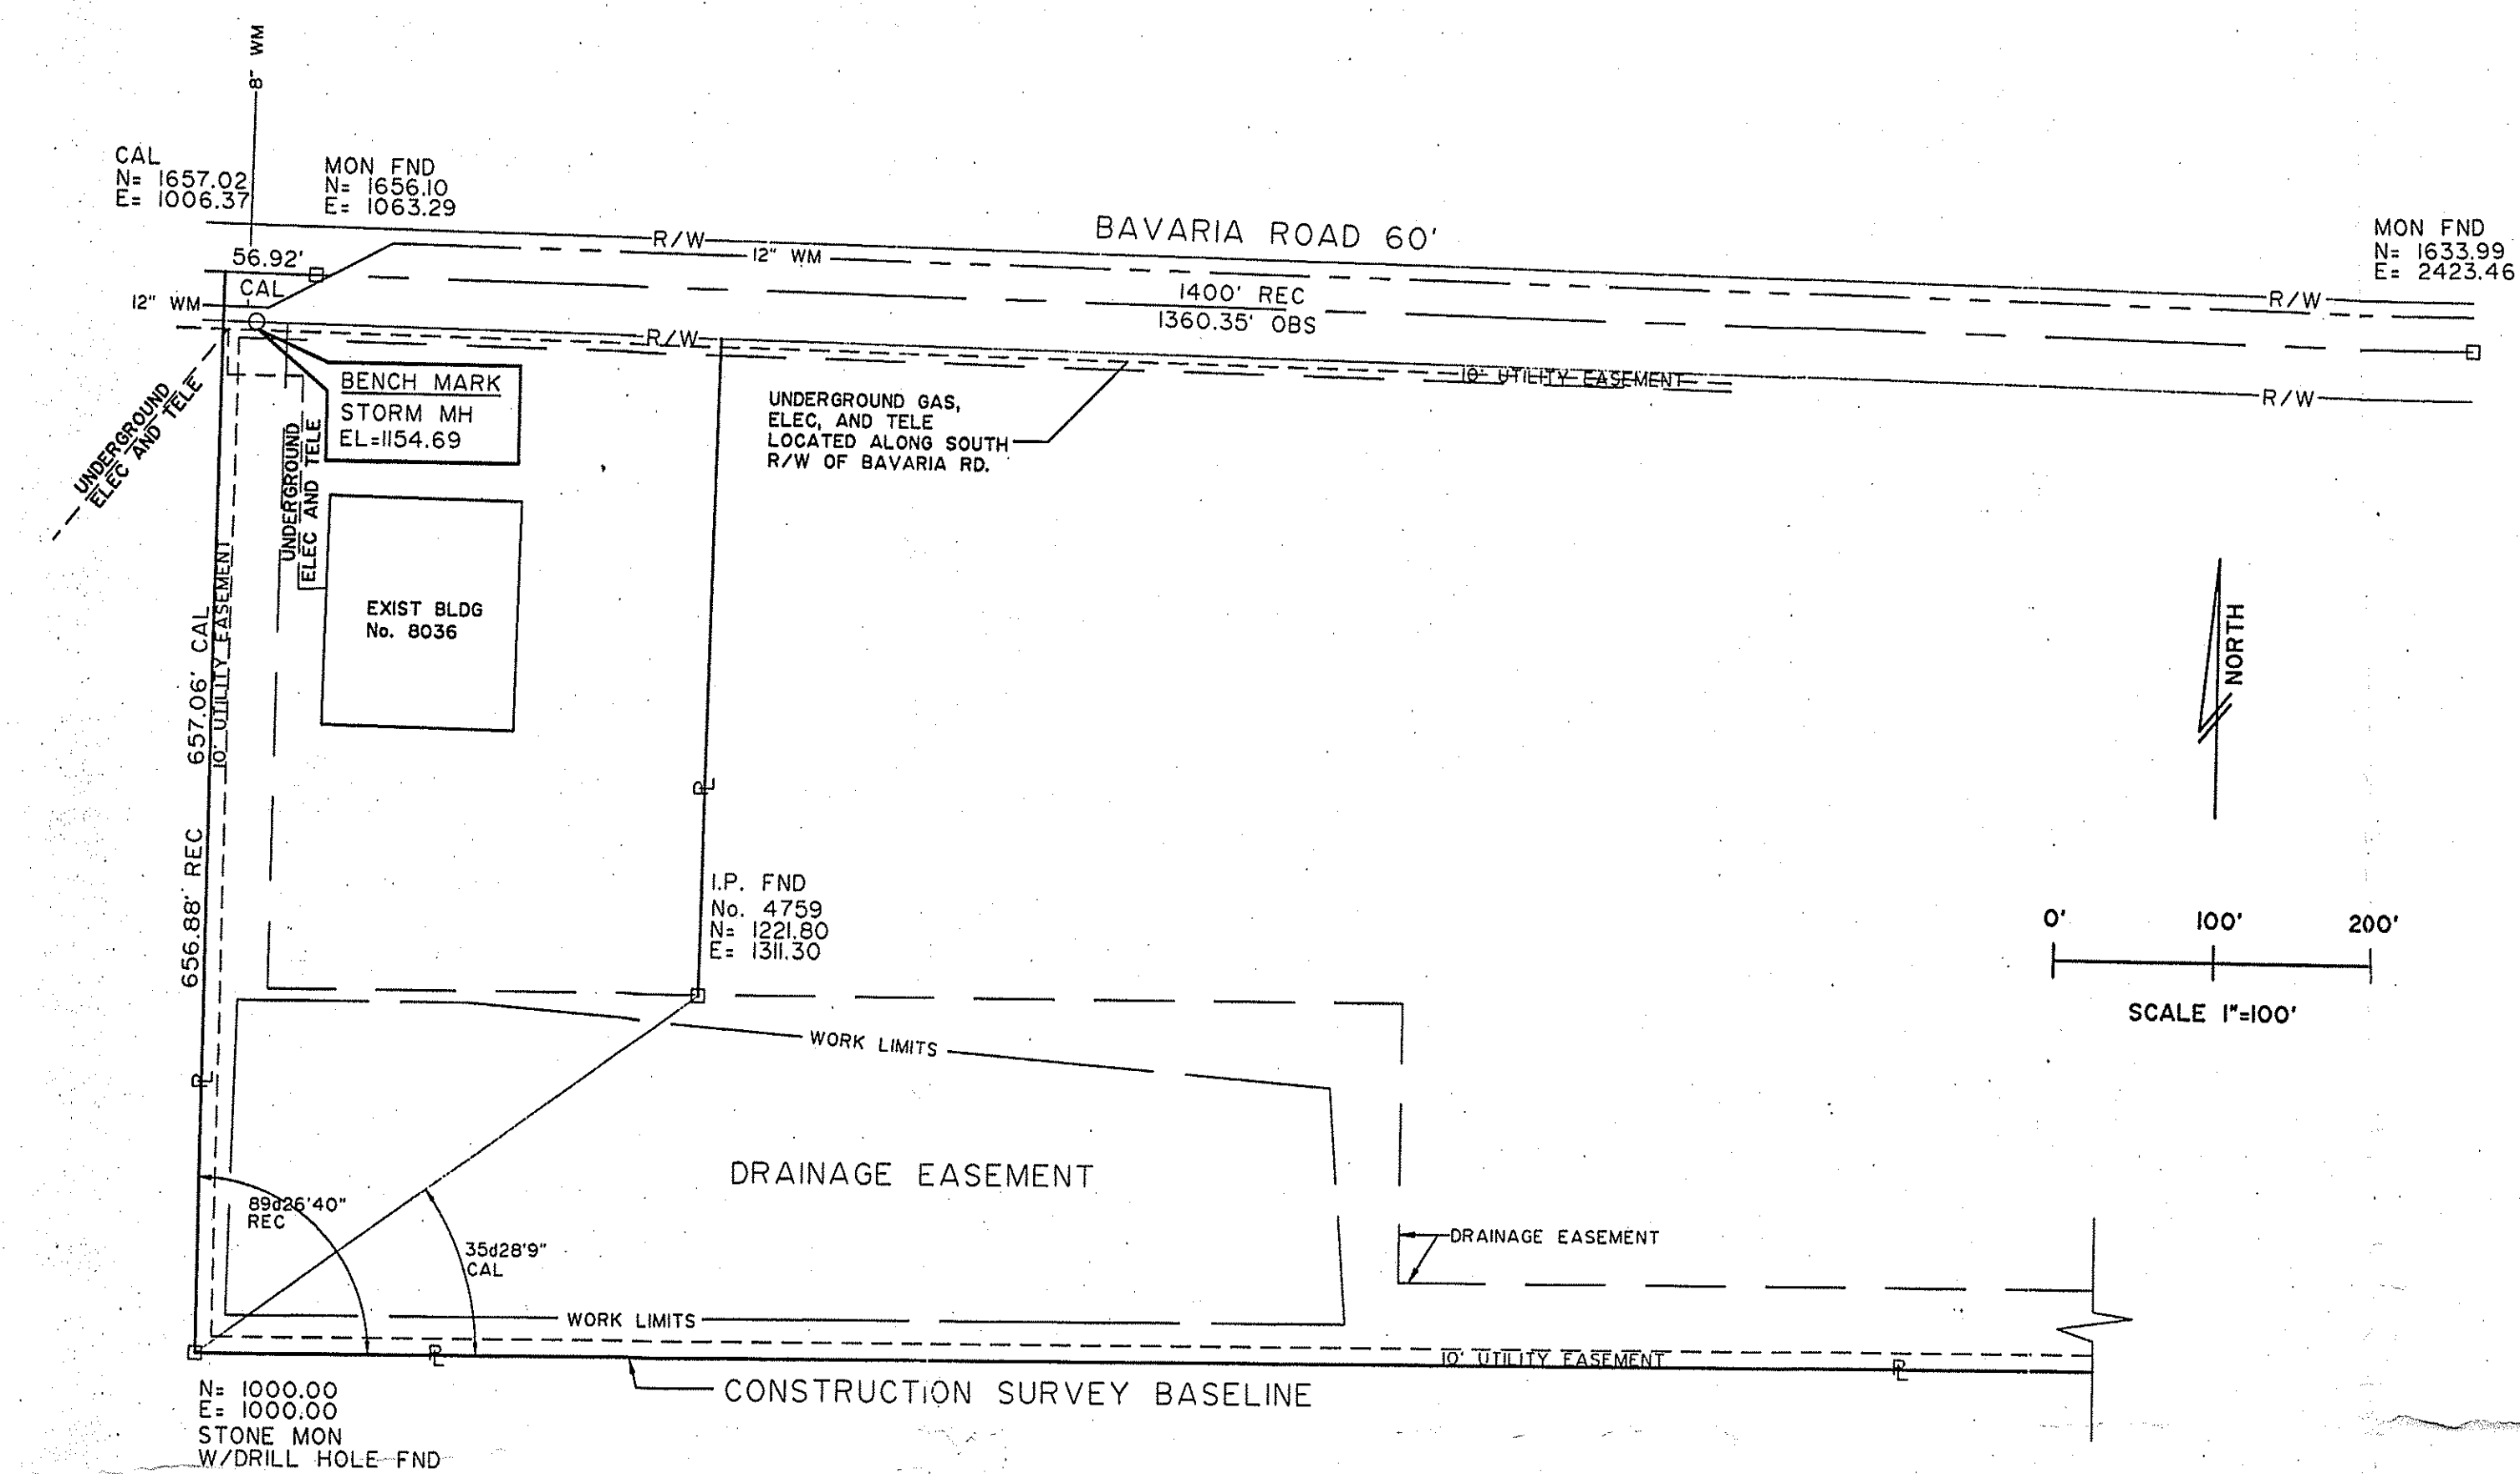 8" WM
CAL
N= 1657.02
E= 1006.37
MON FND
N= 1656.10
E= 1063.29
BAVARIA ROAD 60'
MON FND
N= 1633.99
E= 2423.46
R/W
12" WM
56.92'
CAL
12" WM
1400' REC
1360.35' OBS
R/W
R/W
R/W
BENCH MARK
STORM MH
EL=1154.69
UNDERGROUND GAS,
ELEC, AND TELE
LOCATED ALONG SOUTH
R/W OF BAVARIA RD.
10' UTILITY EASEMENT
UNDERGROUND
ELEC AND TELE
UNDERGROUND
ELEC AND TELE
EXIST BLDG
No. 8036
656.88' REC 657.06' CAL
10' UTILITY EASEMENT
PL
NORTH
I.P. FND
No. 4759
N= 1221.80
E= 1311.30
0' 100' 200'
SCALE 1"=100'
WORK LIMITS
PL
DRAINAGE EASEMENT
89d26'40"
REC
35d28'9"
CAL
DRAINAGE EASEMENT
WORK LIMITS
PL
10' UTILITY EASEMENT
PL
CONSTRUCTION SURVEY BASELINE
N= 1000.00
E= 1000.00
STONE MON
W/DRILL HOLE FND